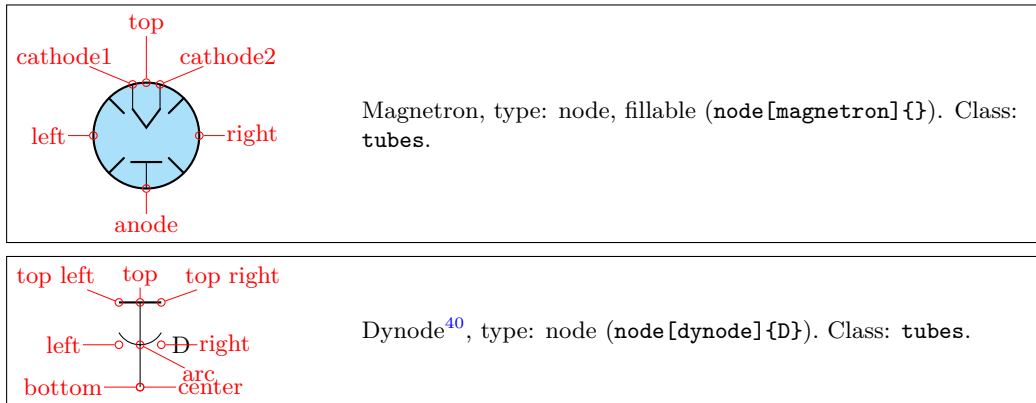 top
cathode1 cathode2
left right
anode
Magnetron, type: node, fillable (node[magnetron]{}). Class:
tubes.
top left top top right
left D right
arc
bottom center
Dynode40, type: node (node[dynode]{D}). Class: tubes.